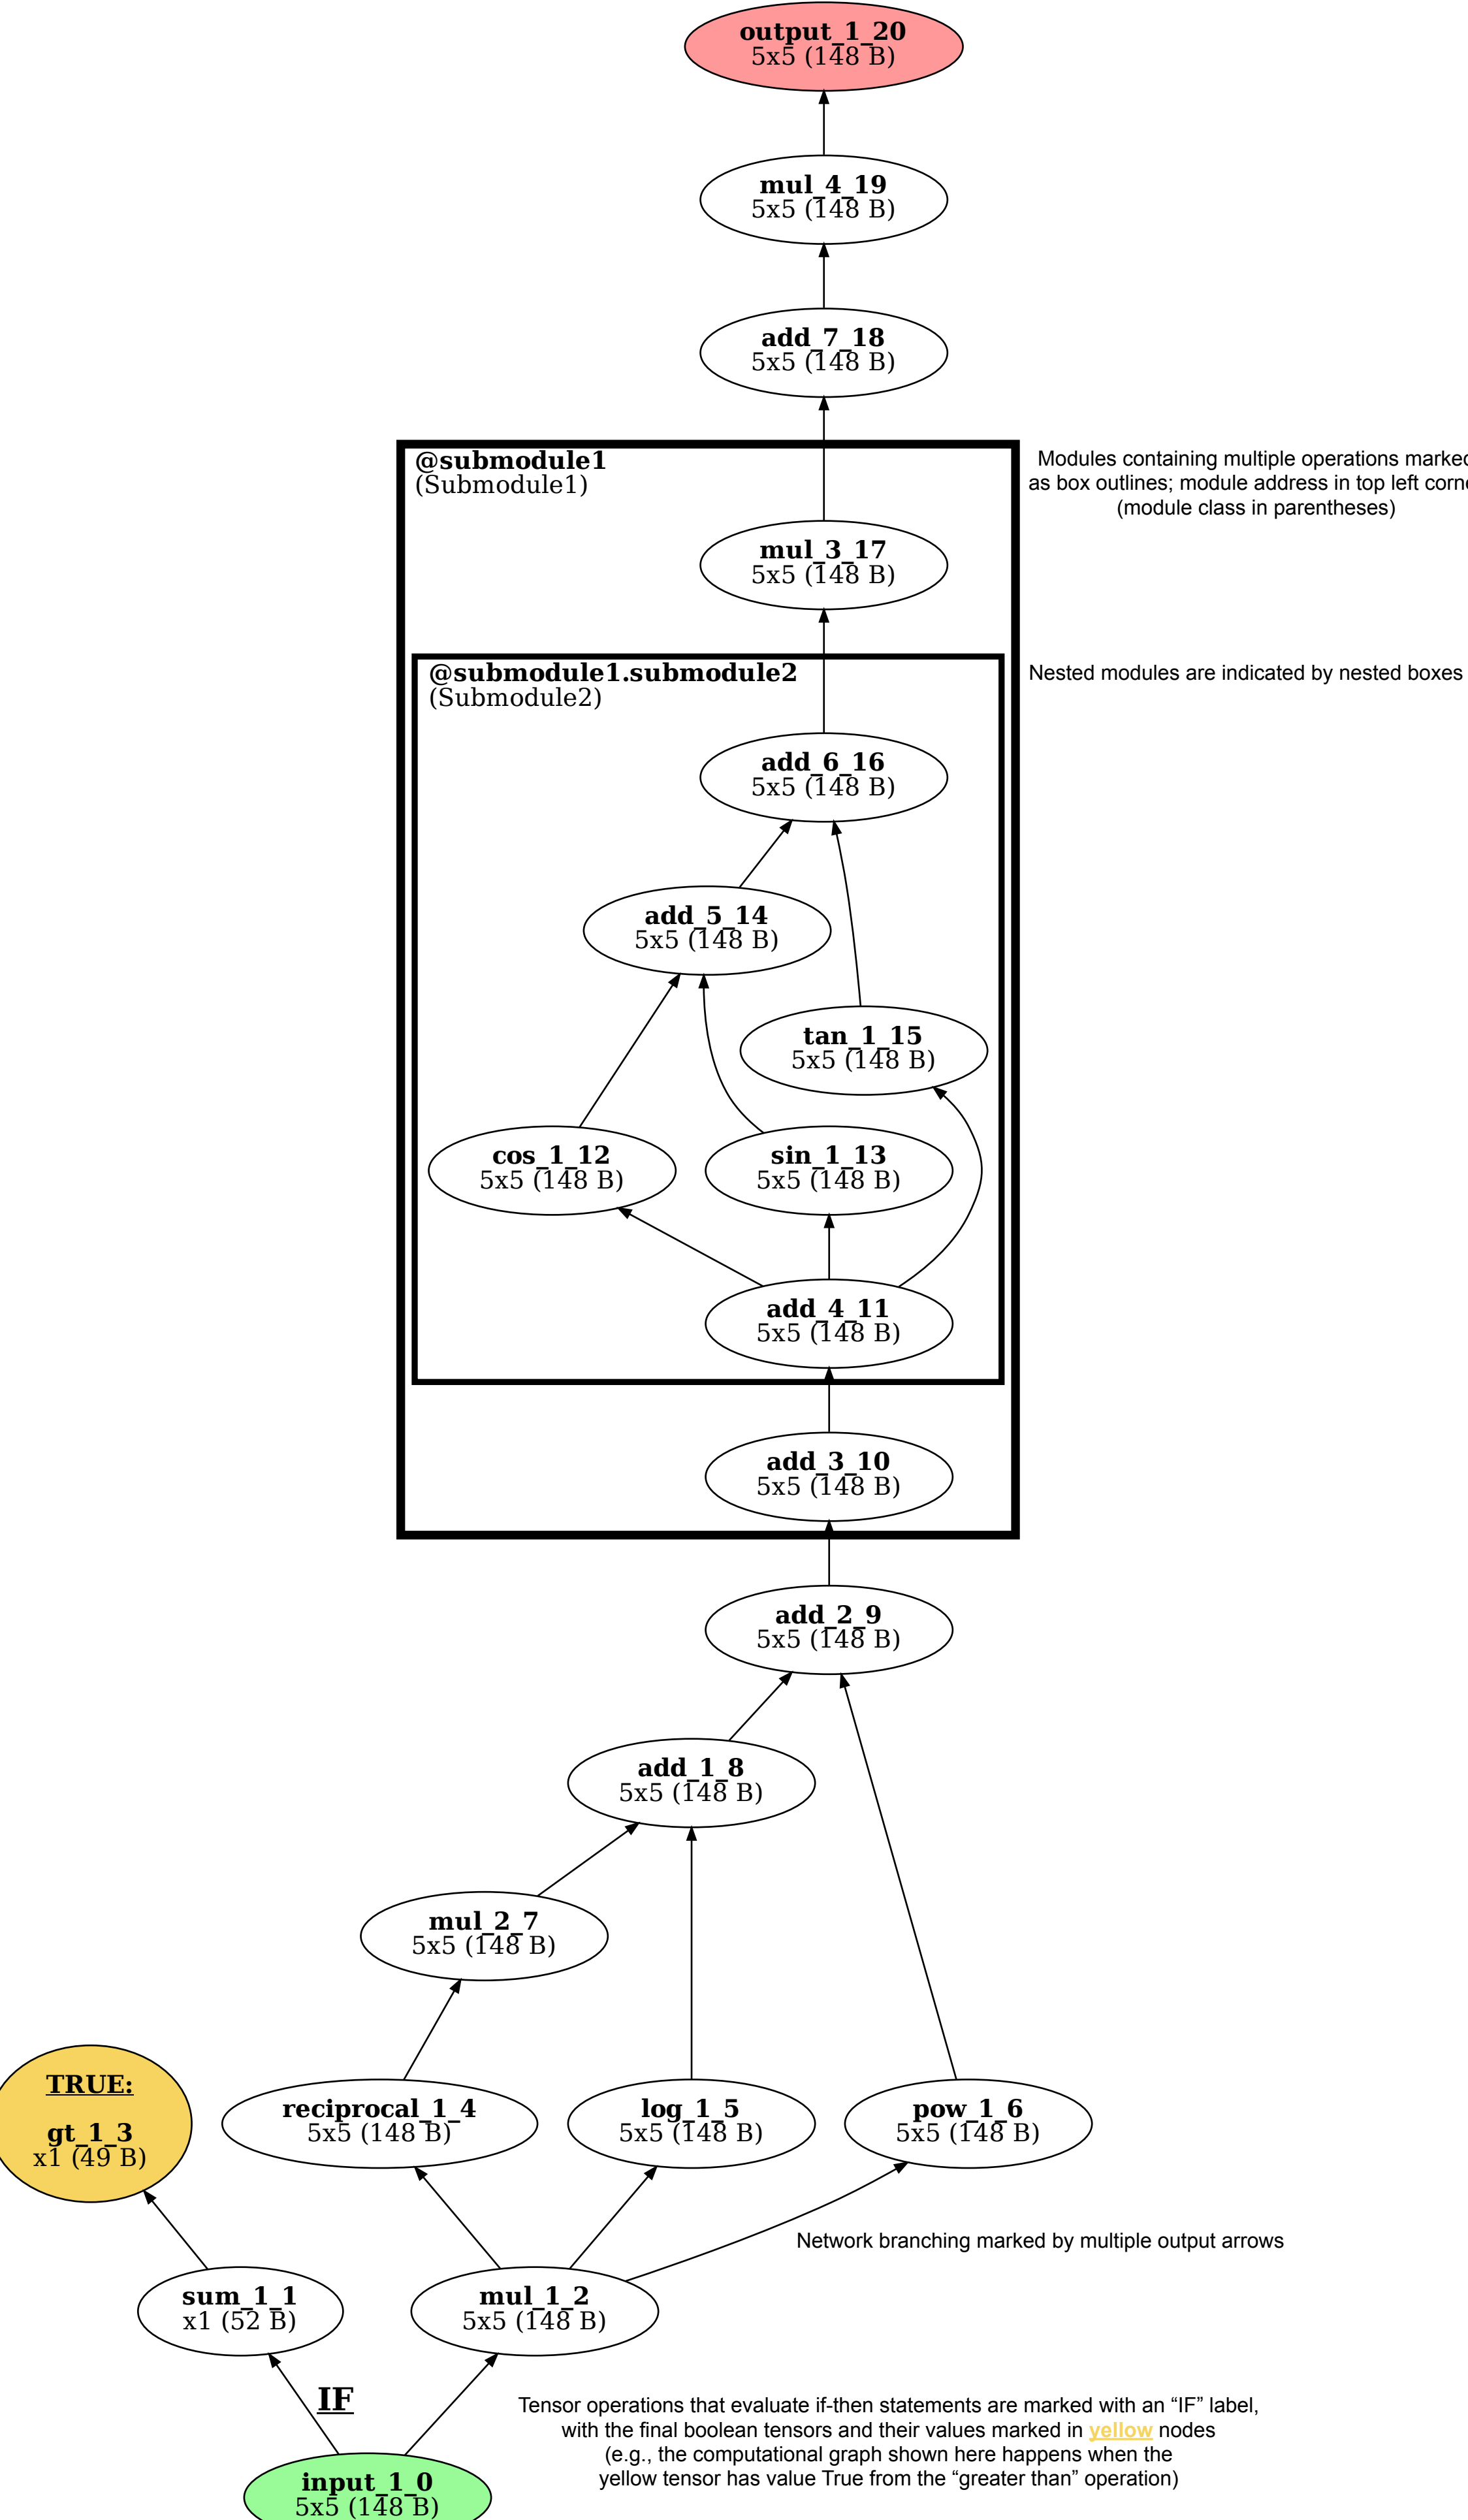 output_1_20
5x5 (148 B)
mul_4_19
5x5 (148 B)
add_7_18
5x5 (148 B)
@submodule1
(Submodule1)
Modules containing multiple operations marked
as box outlines; module address in top left corne
(module class in parentheses)
mul_3_17
5x5 (148 B)
@submodule1.submodule2
(Submodule2)
Nested modules are indicated by nested boxes
add_6_16
5x5 (148 B)
add_5_14
5x5 (148 B)
tan_1_15
5x5 (148 B)
cos_1_12
5x5 (148 B)
sin_1_13
5x5 (148 B)
add_4_11
5x5 (148 B)
add_3_10
5x5 (148 B)
add_2_9
5x5 (148 B)
add_1_8
5x5 (148 B)
mul_2_7
5x5 (148 B)
TRUE:
gt_1_3
x1 (49 B)
reciprocal_1_4
5x5 (148 B)
log_1_5
5x5 (148 B)
pow_1_6
5x5 (148 B)
Network branching marked by multiple output arrows
sum_1_1
x1 (52 B)
mul_1_2
5x5 (148 B)
IF
Tensor operations that evaluate if-then statements are marked with an “IF” label,
with the final boolean tensors and their values marked in yellow nodes
(e.g., the computational graph shown here happens when the
yellow tensor has value True from the “greater than” operation)
input_1_0
5x5 (148 B)